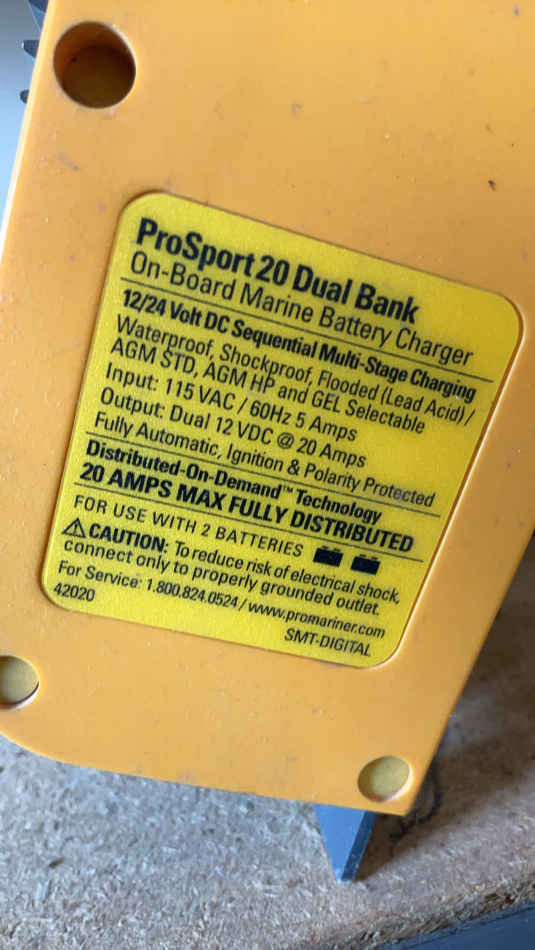 ProSport 20 Dual Bank
On-Board Marine Battery Charger
12/24 Volt DC Sequential Multi-Stage Charging
Waterproof, Shockproof, Flooded (Lead Acid) /
AGM STD, AGM HP and GEL Selectable
Input: 115 VAC / 60Hz 5 Amps
Output: Dual 12 VDC @ 20 Amps
Fully Automatic, Ignition & Polarity Protected
Distributed-On-Demand™ Technology
20 AMPS MAX FULLY DISTRIBUTED
FOR USE WITH 2 BATTERIES
⚠CAUTION: To reduce risk of electrical shock,
connect only to properly grounded outlet.
For Service: 1.800.824.0524 / www.promariner.com
42020
SMT-DIGITAL